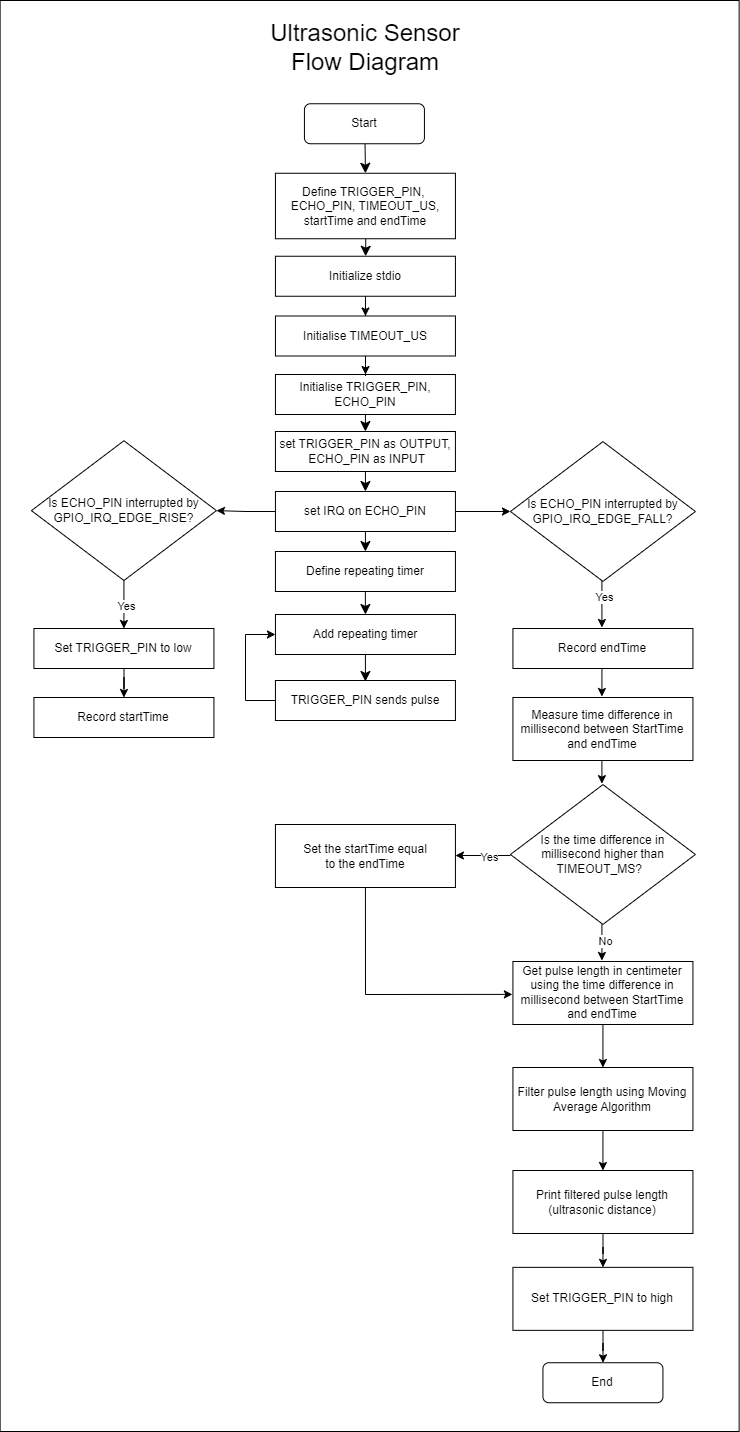 Ultrasonic Sensor
Flow Diagram
Start
Define TRIGGER_PIN,
ECHO_PIN, TIMEOUT_US,
startTime and endTime
Initialize stdio
Initialise TIMEOUT_US
Initialise TRIGGER_PIN,
ECHO_PIN
set TRIGGER_PIN as OUTPUT,
ECHO_PIN as INPUT
Is ECHO_PIN interrupted by
GPIO_IRQ_EDGE_RISE?
set IRQ on ECHO_PIN
Is ECHO_PIN interrupted by
GPIO_IRQ_EDGE_FALL?
Define repeating timer
Yes
Yes
Set TRIGGER_PIN to low
Add repeating timer
Record endTime
TRIGGER_PIN sends pulse
Record startTime
Measure time difference in
millisecond between StartTime
and endTime
Set the startTime equal
to the endTime
Yes
Is the time difference in
millisecond higher than
TIMEOUT_MS?
No
Get pulse length in centimeter
using the time difference in
millisecond between StartTime
and endTime
Filter pulse length using Moving
Average Algorithm
Print filtered pulse length
(ultrasonic distance)
Set TRIGGER_PIN to high
End